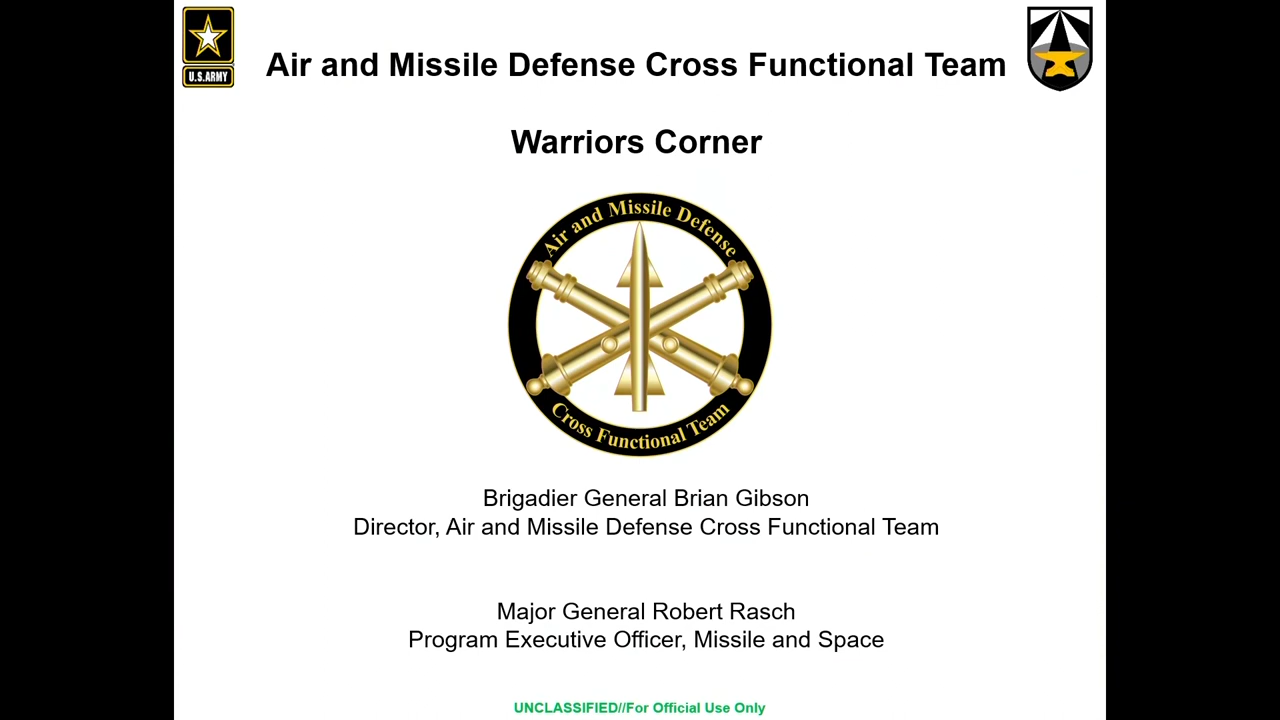 U.S.ARMY
Air and Missile Defense Cross Functional Team
Warriors Corner
Air and Missile Defense
Cross Functional Team
Brigadier General Brian Gibson
Director, Air and Missile Defense Cross Functional Team
Major General Robert Rasch
Program Executive Officer, Missile and Space
UNCLASSIFIED//For Official Use Only